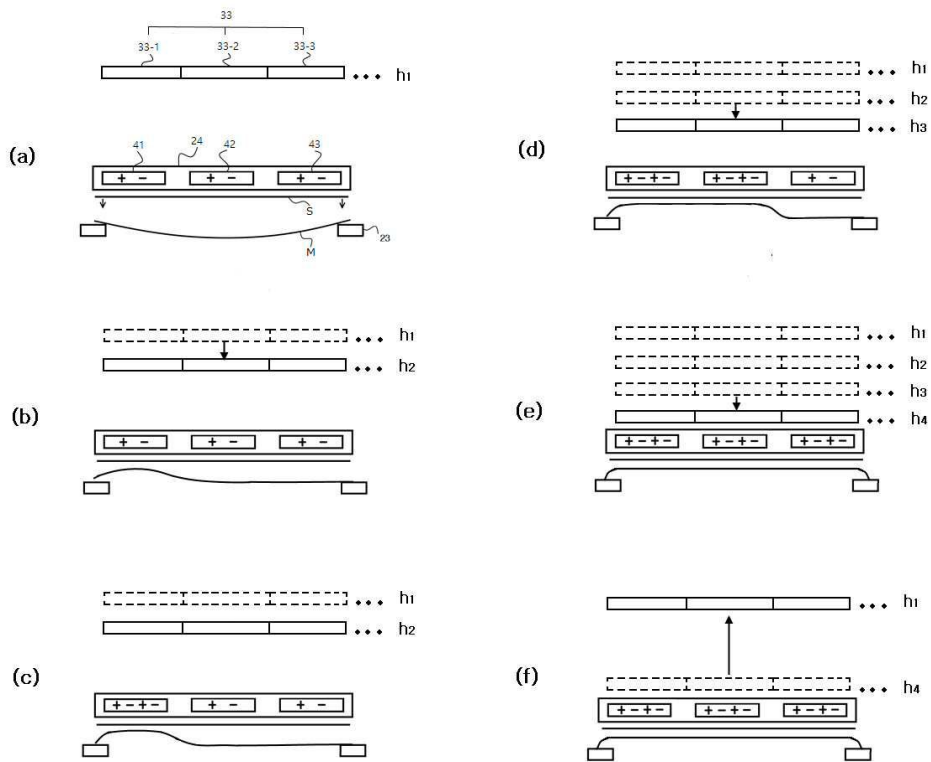 33
33-1 33-2 33-3
••• h1
(a)
41 24 42 43
+ − + − + −
S
23
M
••• h1
••• h2
(b)
+ − + − + −
••• h1
••• h2
(c)
+−+− + − + −
••• h1
••• h2
••• h3
(d)
+−+− +−+− + −
••• h1
••• h2
••• h3
••• h4
(e)
+−+− +−+− +−+−
••• h1
(f)
••• h4
+−+− +−+− +−+−